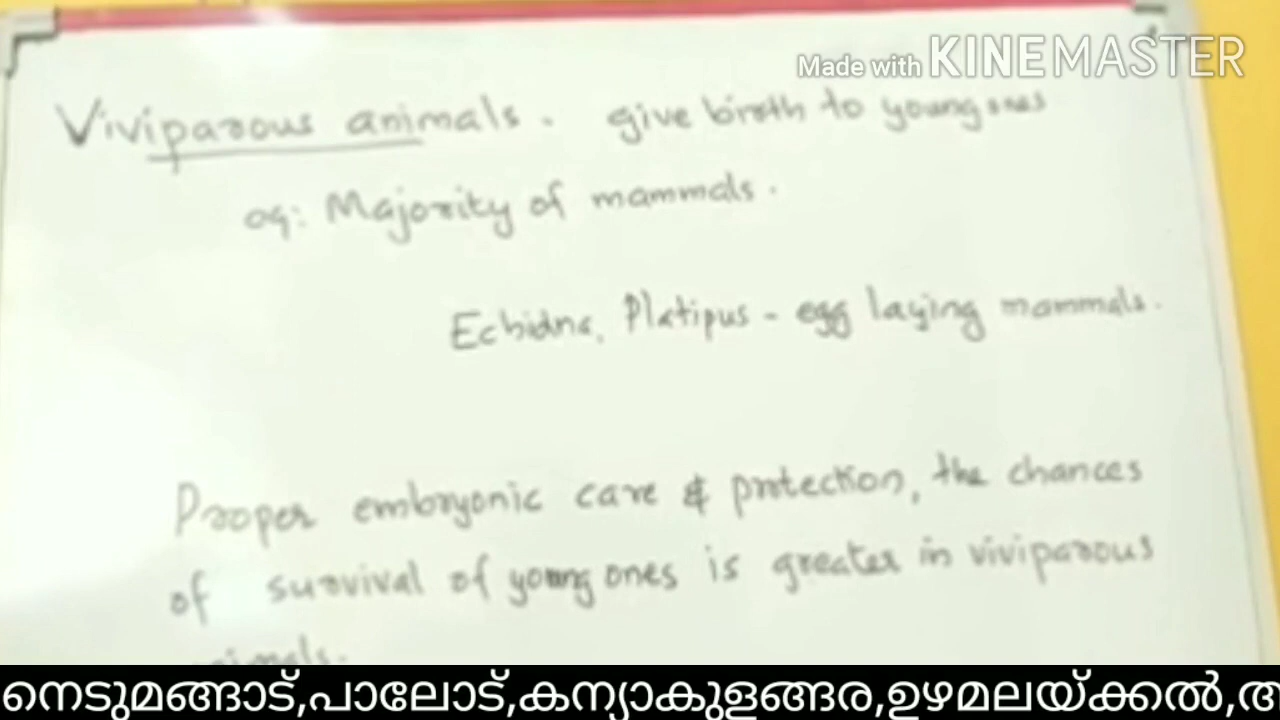 Made with KINEMASTER
Viviparous animals. give birth to young ones
eg: Majority of mammals.
Echidna, Platipus - egg laying mammals.
Proper embryonic care & protection, the chances
of survival of young ones is greater in viviparous
animals.
നെടുമങ്ങാട്,പാലോട്,കന്യാകുളങ്ങര,ഉഴമലയ്ക്കൽ,ആ